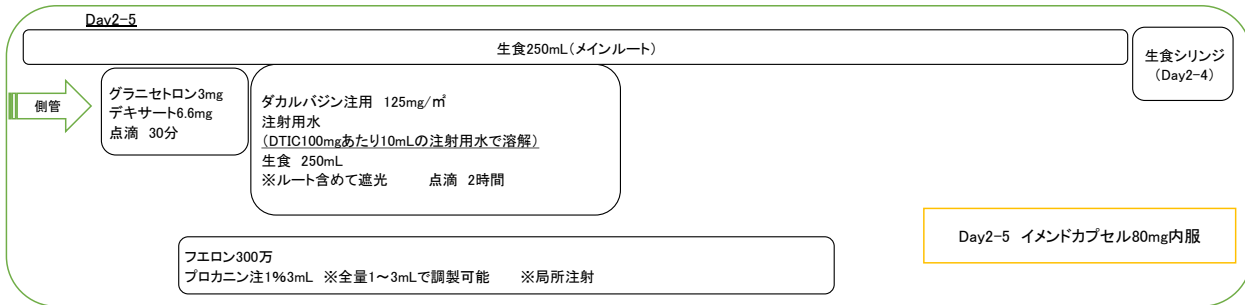 Day2-5
生食250mL(メインルート)
生食シリンジ
(Day2-4)
側管
グラニセトロン3mg
デキサート6.6mg
点滴 30分
ダカルバジン注用 125mg/㎡
注射用水
(DTIC100mgあたり10mLの注射用水で溶解)
生食 250mL
※ルート含めて遮光 点滴 2時間
Day2-5 イメンドカプセル80mg内服
フエロン300万
プロカニン注1%3mL ※全量1~3mLで調製可能 ※局所注射